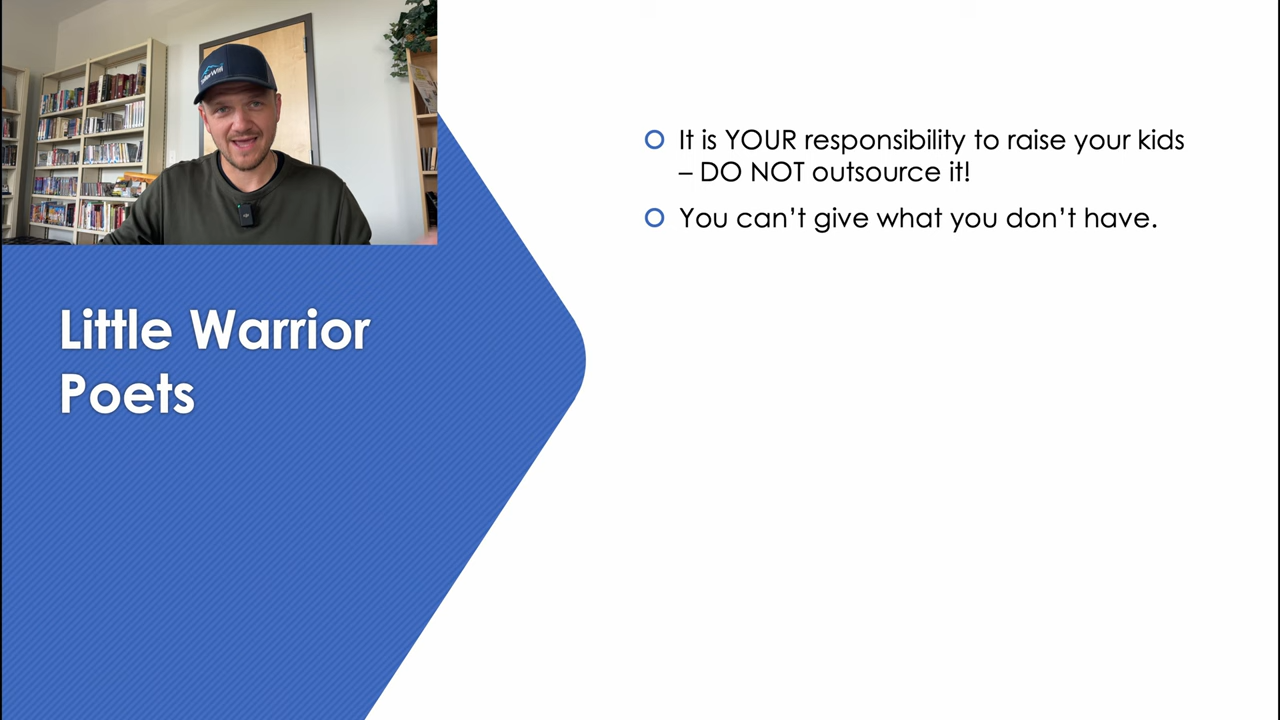 Little Warrior
Poets
It is YOUR responsibility to raise your kids
– DO NOT outsource it!
You can’t give what you don’t have.